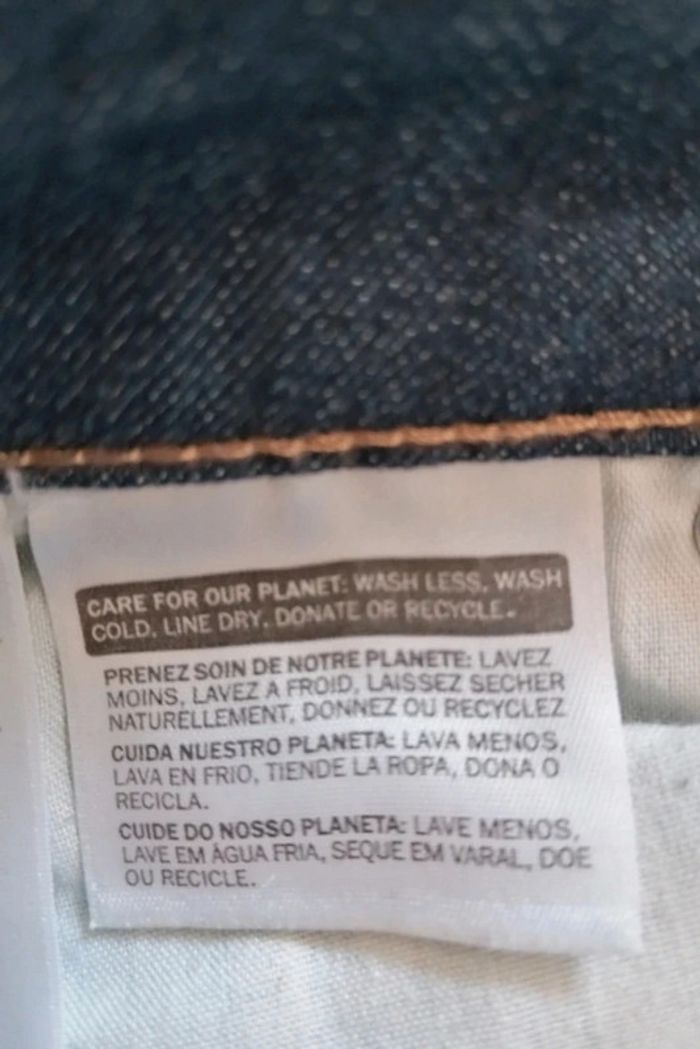 CARE FOR OUR PLANET: WASH LESS, WASH
COLD, LINE DRY, DONATE OR RECYCLE.
PRENEZ SOIN DE NOTRE PLANETE: LAVEZ
MOINS, LAVEZ A FROID, LAISSEZ SECHER
NATURELLEMENT, DONNEZ OU RECYCLEZ
CUIDA NUESTRO PLANETA: LAVA MENOS,
LAVA EN FRIO, TIENDE LA ROPA, DONA O
RECICLA.
CUIDE DO NOSSO PLANETA: LAVE MENOS,
LAVE EM ÁGUA FRIA, SEQUE EM VARAL, DOE
OU RECICLE.